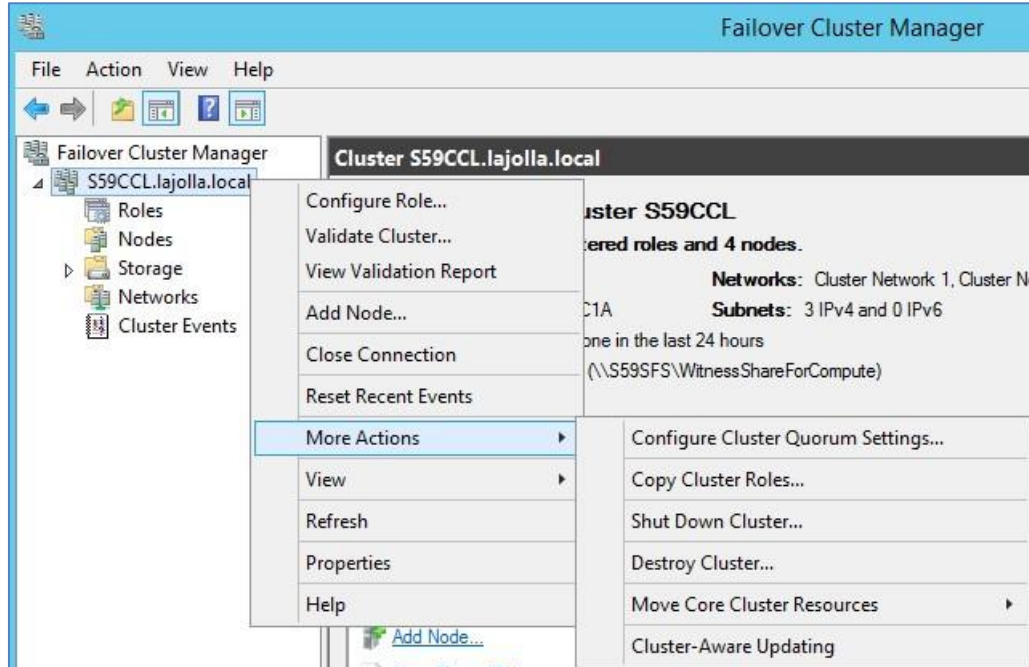 Failover Cluster Manager
File Action View Help
Failover Cluster Manager
S59CCL.lajolla.local
Roles
Nodes
Storage
Networks
Cluster Events
Cluster S59CCL.lajolla.local
S59CCL
roles and 4 nodes.
Networks: Cluster Network 1, Cluster
Subnets: 3 IPv4 and 0 IPv6
in the last 24 hours
(\\S59SFS\WitnessShareForCompute)
Configure Role...
Validate Cluster...
View Validation Report
Add Node...
Close Connection
Reset Recent Events
More Actions
View
Refresh
Properties
Help
Configure Cluster Quorum Settings...
Copy Cluster Roles...
Shut Down Cluster...
Destroy Cluster...
Move Core Cluster Resources
Cluster-Aware Updating
Add Node...